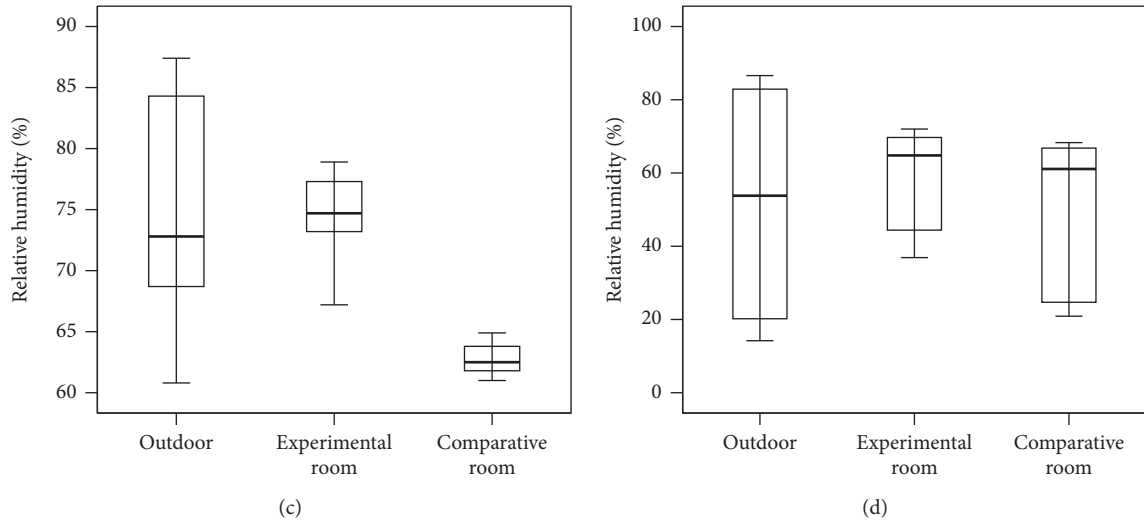 Relative humidity (%)
90
85
80
75
70
65
60
Outdoor
Experimental
room
Comparative
room
(c)
Relative humidity (%)
100
80
60
40
20
0
Outdoor
Experimental
room
Comparative
room
(d)